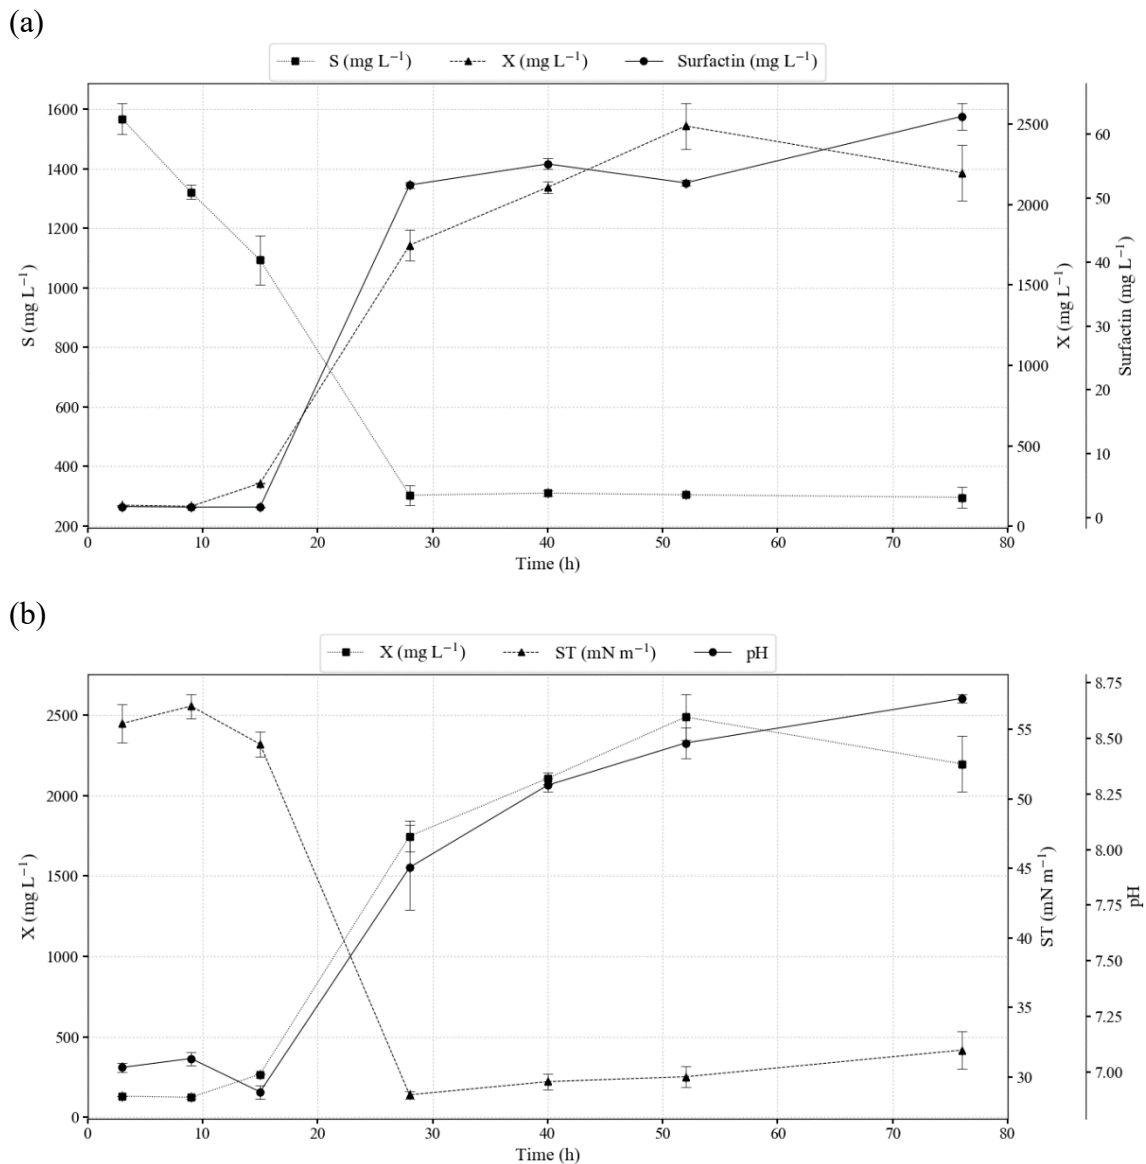 (a)
S (mg L⁻¹) X (mg L⁻¹) Surfactin (mg L⁻¹)
1600
1400
1200
1000
800
600
400
200
S (mg L⁻¹)
2500
2000
1500
1000
500
0
X (mg L⁻¹)
60
50
40
30
20
10
0
Surfactin (mg L⁻¹)
0 10 20 30 40 50 60 70 80
Time (h)
(b)
X (mg L⁻¹) ST (mN m⁻¹) pH
2500
2000
1500
1000
500
0
X (mg L⁻¹)
55
50
45
40
35
30
ST (mN m⁻¹)
8.75
8.50
8.25
8.00
7.75
7.50
7.25
7.00
pH
0 10 20 30 40 50 60 70 80
Time (h)